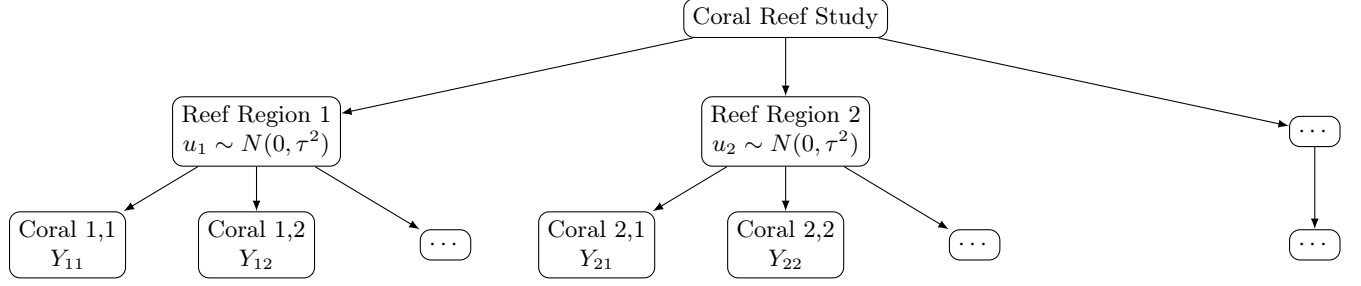 Coral Reef Study
Reef Region 1
u₁ ∼ N(0, τ²)
Reef Region 2
u₂ ∼ N(0, τ²)
···
Coral 1,1
Y₁₁
Coral 1,2
Y₁₂
···
Coral 2,1
Y₂₁
Coral 2,2
Y₂₂
···
···